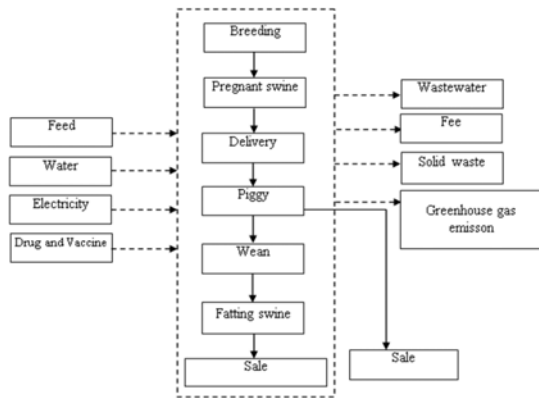 Breeding
Pregnant swine
Delivery
Piggy
Wean
Fatting swine
Sale
Feed
Water
Electricity
Drug and Vaccine
Wastewater
Fee
Solid waste
Greenhouse gas
emisson
Sale